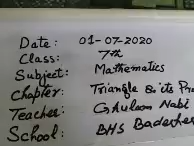 Date: 01-07-2020
Class: 7th
Subject: Mathematics
Chapter: Triangle & its
Teacher: Ghulam Nabi
School: BHS